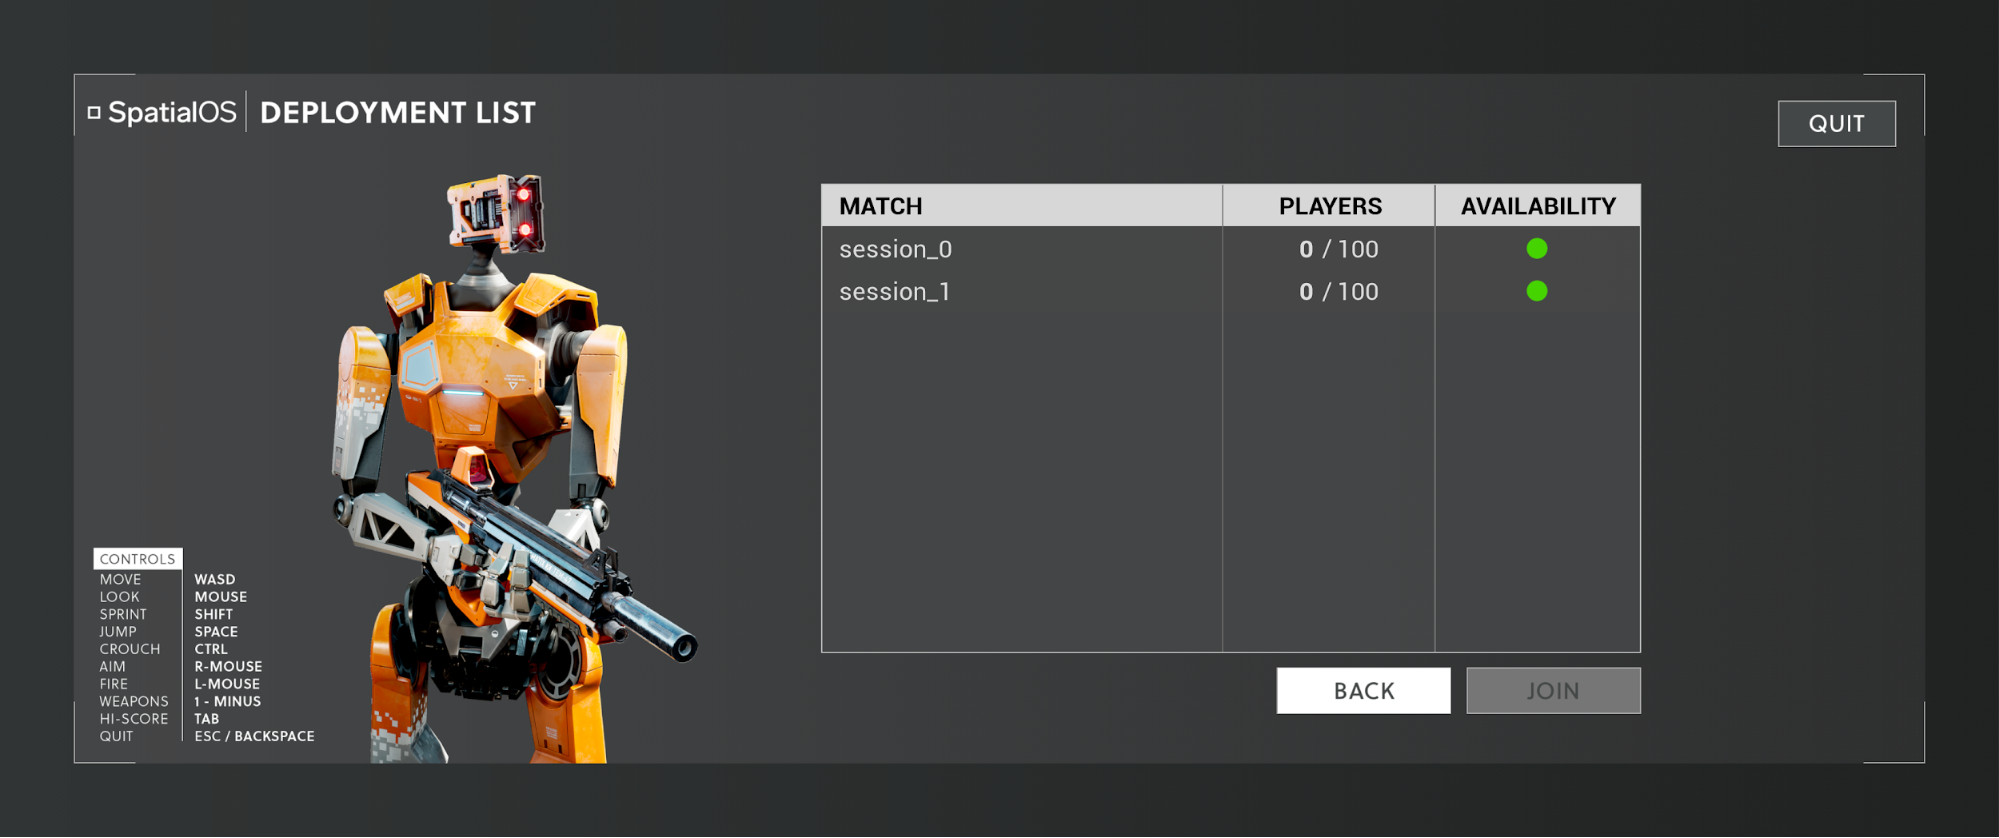 SpatialOS
DEPLOYMENT LIST
QUIT
MATCH PLAYERS AVAILABILITY
session_0 0 / 100
session_1 0 / 100
CONTROLS
MOVE WASD
LOOK MOUSE
SPRINT SHIFT
JUMP SPACE
CROUCH CTRL
AIM R-MOUSE
FIRE L-MOUSE
WEAPONS 1 - MINUS
HI-SCORE TAB
QUIT ESC / BACKSPACE
BACK JOIN